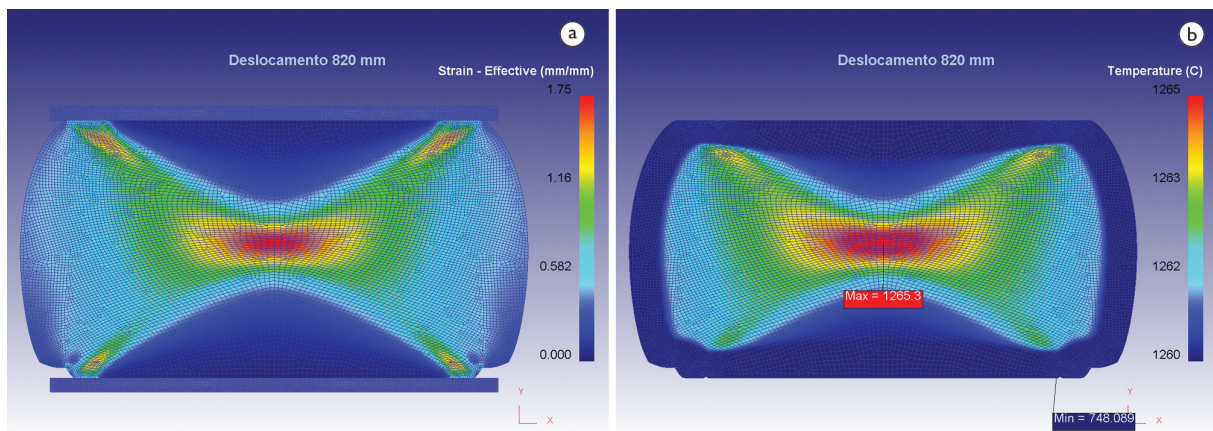 a
Deslocamento 820 mm
Strain - Effective (mm/mm)
1.75
1.16
0.582
0.000
Y
X
b
Deslocamento 820 mm
Temperature (C)
1265
1263
1262
1260
Max = 1265.3
Min = 748.089
Y
X